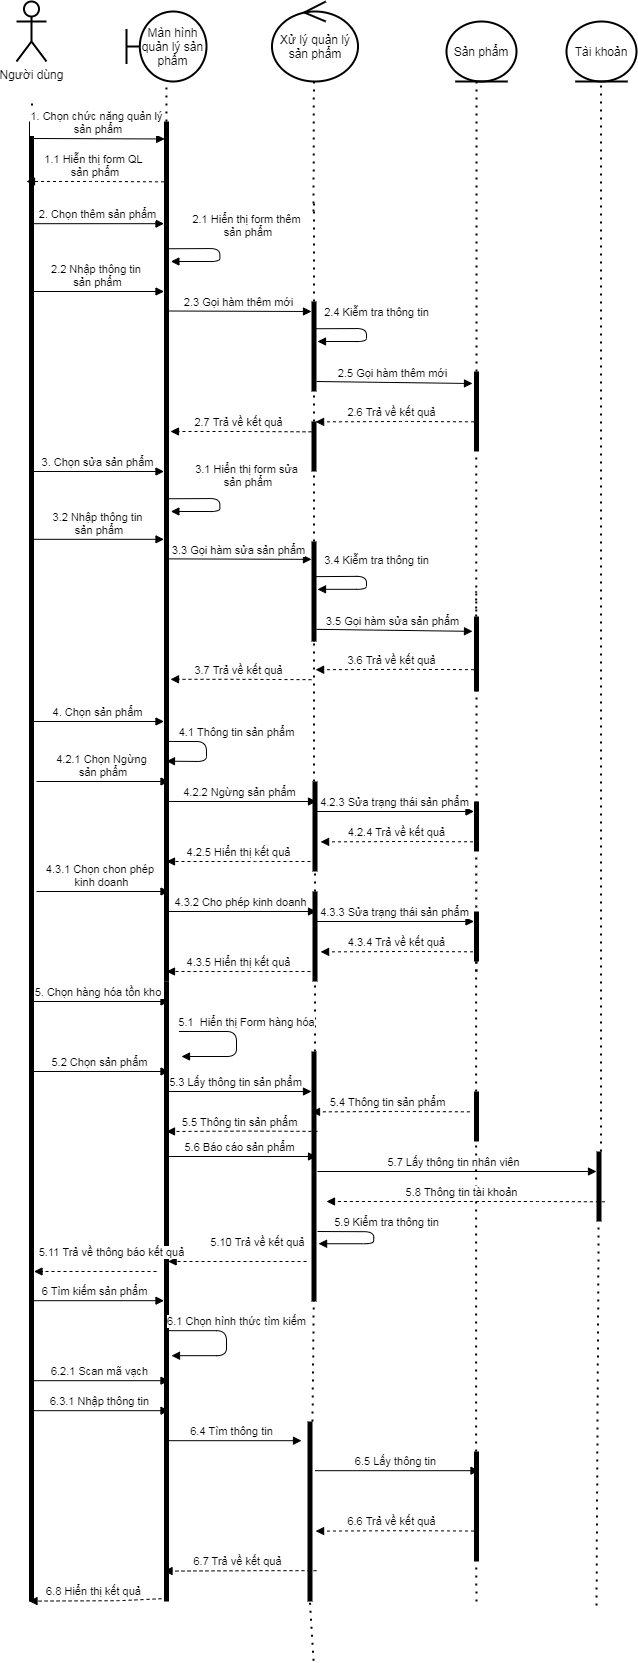 Người dùng
Màn hình
quản lý sản
phẩm
Xử lý quản lý
sản phẩm
Sản phẩm
Tài khoản
1. Chọn chức năng quản lý
sản phẩm
1.1 Hiễn thị form QL
sản phẩm
2. Chọn thêm sản phẩm
2.1 Hiển thị form thêm
sản phẩm
2.2 Nhập thông tin
sản phẩm
2.3 Gọi hàm thêm mới
2.4 Kiểm tra thông tin
2.5 Gọi hàm thêm mới
2.6 Trả về kết quả
2.7 Trả về kết quả
3. Chọn sửa sản phẩm
3.1 Hiển thị form sửa
sản phẩm
3.2 Nhập thông tin
sản phẩm
3.3 Gọi hàm sửa sản phẩm
3.4 Kiểm tra thông tin
3.5 Gọi hàm sửa sản phẩm
3.6 Trả về kết quả
3.7 Trả về kết quả
4. Chọn sản phẩm
4.1 Thông tin sản phẩm
4.2.1 Chọn Ngừng
sản phẩm
4.2.2 Ngừng sản phẩm
4.2.3 Sửa trạng thái sản phẩm
4.2.4 Trả về kết quả
4.2.5 Hiển thị kết quả
4.3.1 Chọn chon phép
kinh doanh
4.3.2 Cho phép kinh doanh
4.3.3 Sửa trạng thái sản phẩm
4.3.4 Trả về kết quả
4.3.5 Hiển thị kết quả
5. Chọn hàng hóa tồn kho
5.1 Hiển thị Form hàng hóa
5.2 Chọn sản phẩm
5.3 Lấy thông tin sản phẩm
5.4 Thông tin sản phẩm
5.5 Thông tin sản phẩm
5.6 Báo cáo sản phẩm
5.7 Lấy thông tin nhân viên
5.8 Thông tin tài khoản
5.9 Kiểm tra thông tin
5.10 Trả về kết quả
5.11 Trả về thông báo kết quả
6 Tìm kiếm sản phẩm
6.1 Chọn hình thức tìm kiếm
6.2.1 Scan mã vạch
6.3.1 Nhập thông tin
6.4 Tìm thông tin
6.5 Lấy thông tin
6.6 Trả về kết quả
6.7 Trả về kết quả
6.8 Hiển thị kết quả